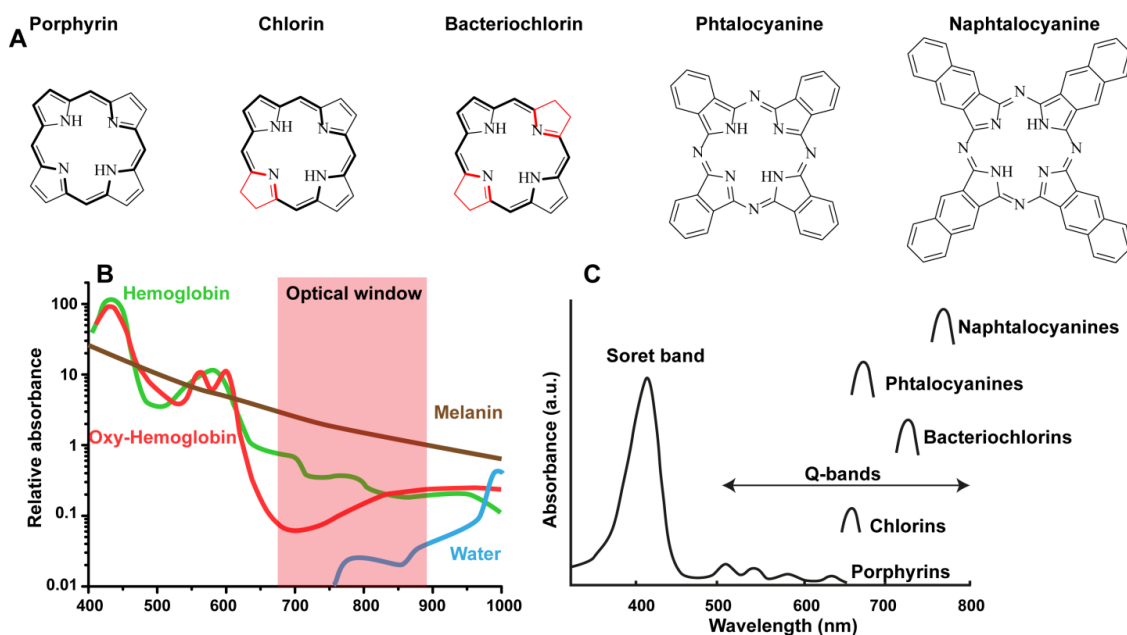 Porphyrin Chlorin Bacteriochlorin Phtalocyanine Naphtalocyanine
A
NH N N HN
NH N N HN
NH N N HN
N NH N N N N HN N
N N HN N N NH N N
B
Hemoglobin
Optical window
Melanin
Oxy-Hemoglobin
Water
Relative absorbance
100
10
1
0.1
0.01
400 500 600 700 800 900 1000
C
Soret band
Naphtalocyanines
Phtalocyanines
Bacteriochlorins
Q-bands
Chlorins
Porphyrins
Absorbance (a.u.)
400 500 600 700 800
Wavelength (nm)